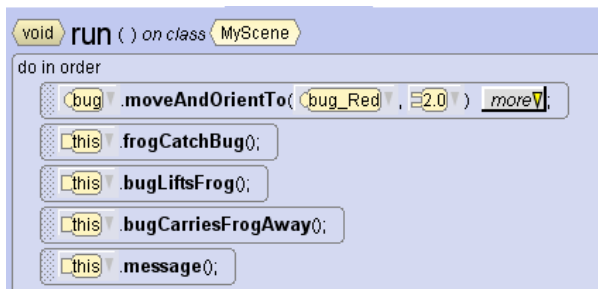 void run ( ) on class MyScene
do in order
bug .moveAndOrientTo( bug_Red , 2.0 ) more ;
this .frogCatchBug();
this .bugLiftsFrog();
this .bugCarriesFrogAway();
this .message();